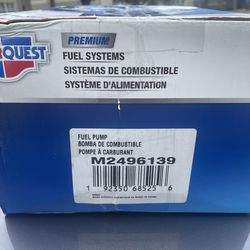 RQUEST
PREMIUM
FUEL SYSTEMS
SISTEMAS DE COMBUSTIBLE
SYSTÈME D'ALIMENTATION
FUEL PUMP
BOMBA DE COMBUSTIBLE
POMPE À CARBURANT
M2496139
1 92350 68525 6